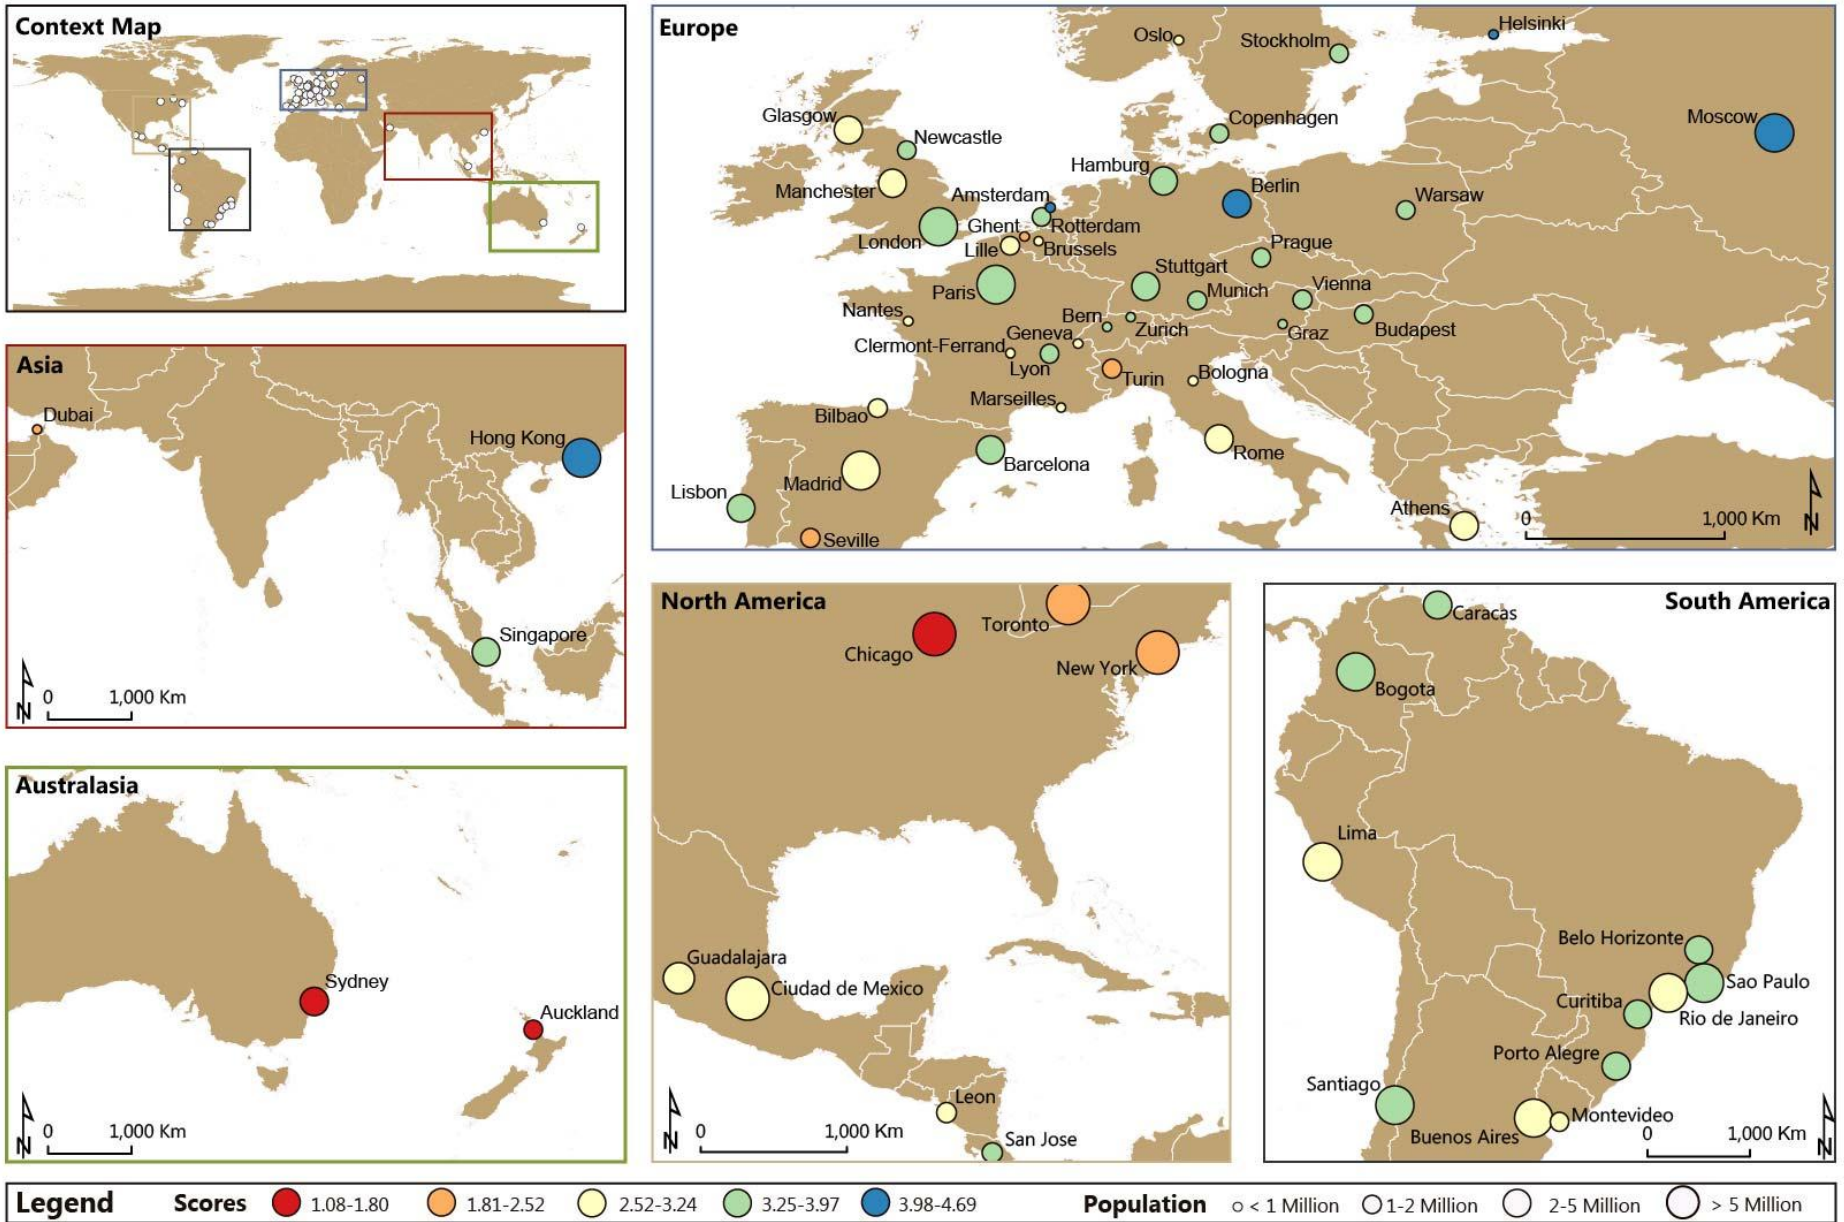 Context Map
Europe
Oslo
Stockholm
Helsinki
Glasgow
Newcastle
Copenhagen
Moscow
Manchester
Hamburg
Amsterdam
Berlin
Warsaw
London
Ghent
Rotterdam
Lille
Brussels
Prague
Paris
Stuttgart
Munich
Vienna
Nantes
Bern
Zurich
Geneva
Graz
Budapest
Clermont-Ferrand
Lyon
Turin
Bologna
Marseilles
Bilbao
Barcelona
Rome
Madrid
Lisbon
Seville
Athens
0
1,000 Km
N
Asia
Dubai
Hong Kong
Singapore
0
1,000 Km
N
Australasia
Sydney
Auckland
0
1,000 Km
N
North America
Toronto
Chicago
New York
Guadalajara
Ciudad de Mexico
Leon
San Jose
0
1,000 Km
N
South America
Caracas
Bogota
Lima
Belo Horizonte
Sao Paulo
Curitiba
Rio de Janeiro
Porto Alegre
Santiago
Montevideo
Buenos Aires
0
1,000 Km
N
Legend Scores 1.08-1.80 1.81-2.52 2.52-3.24 3.25-3.97 3.98-4.69 Population < 1 Million 1-2 Million 2-5 Million > 5 Million